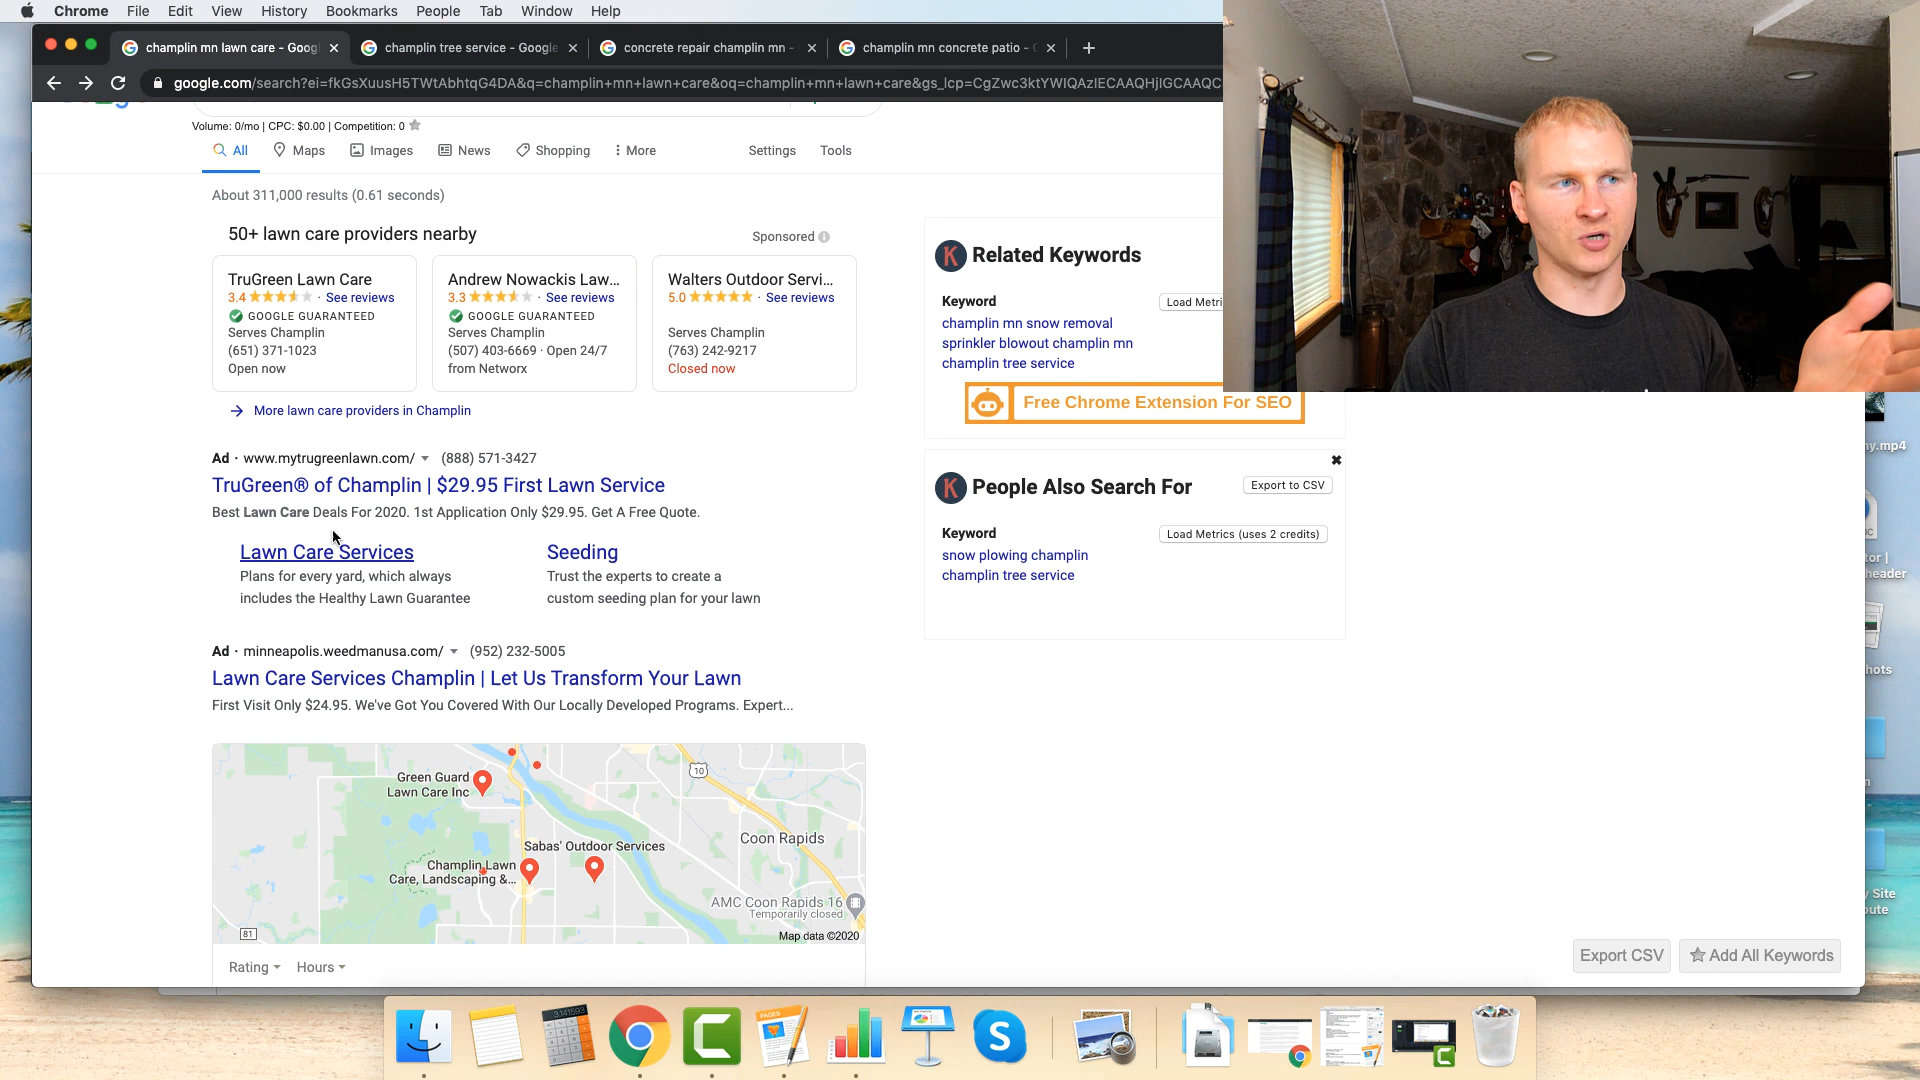 Chrome File Edit View History Bookmarks People Tab Window Help
champlin mn lawn care - Goog champlin tree service - Google concrete repair champlin mn - champlin mn concrete patio -
google.com/search?ei=fkGsXuusH5TWtAbhtqG4DA&q=champlin+mn+lawn+care&oq=champlin+mn+lawn+care&gs_lcp=CgZwc3ktYWIQAzIECAAQHjIGCAAQC
Volume: 0/mo | CPC: $0.00 | Competition: 0
All Maps Images News Shopping More Settings Tools
About 311,000 results (0.61 seconds)
50+ lawn care providers nearby
Sponsored
TruGreen Lawn Care
3.4 · See reviews
GOOGLE GUARANTEED
Serves Champlin
(651) 371-1023
Open now
Andrew Nowackis Law...
3.3 · See reviews
GOOGLE GUARANTEED
Serves Champlin
(507) 403-6669 · Open 24/7
from Networx
Walters Outdoor Servi...
5.0 · See reviews
Serves Champlin
(763) 242-9217
Closed now
More lawn care providers in Champlin
Ad · www.mytrugreenlawn.com/ (888) 571-3427
TruGreen® of Champlin | $29.95 First Lawn Service
Best Lawn Care Deals For 2020. 1st Application Only $29.95. Get A Free Quote.
Lawn Care Services
Plans for every yard, which always
includes the Healthy Lawn Guarantee
Seeding
Trust the experts to create a
custom seeding plan for your lawn
Ad · minneapolis.weedmanusa.com/ (952) 232-5005
Lawn Care Services Champlin | Let Us Transform Your Lawn
First Visit Only $24.95. We've Got You Covered With Our Locally Developed Programs. Expert...
Green Guard
Lawn Care Inc
10
Coon Rapids
Sabas' Outdoor Services
Champlin Lawn
Care, Landscaping &...
AMC Coon Rapids 16
Temporarily closed
81
Map data ©2020
Rating Hours
K Related Keywords
Keyword Load Metri
champlin mn snow removal
sprinkler blowout champlin mn
champlin tree service
Free Chrome Extension For SEO
K People Also Search For Export to CSV
Keyword Load Metrics (uses 2 credits)
snow plowing champlin
champlin tree service
Export CSV Add All Keywords
ny.mp4
tor |
header
hots
y Site
oute
3.141593
PAGES